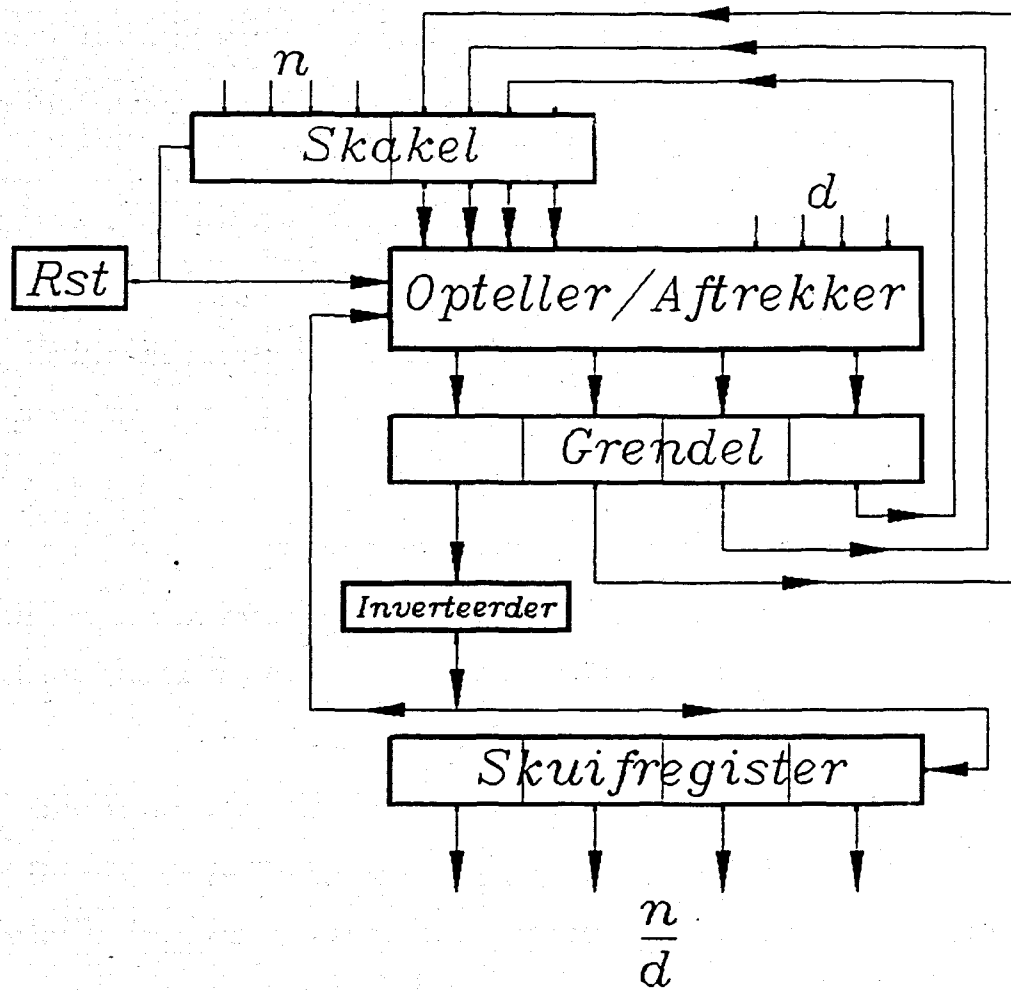 n
Skakel
d
Rst
Opteller/Aftrekker
Grendel
Inverteerder
Skuifregister
n
d